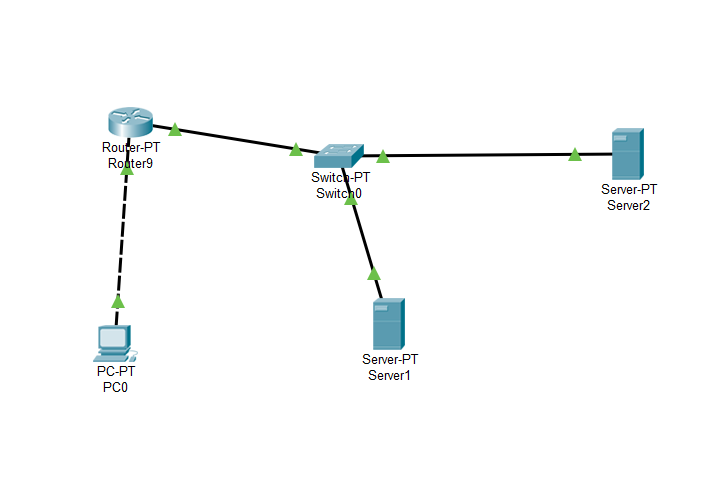 Router-PT
Router9
Switch-PT
Switch0
Server-PT
Server2
Server-PT
Server1
PC-PT
PC0